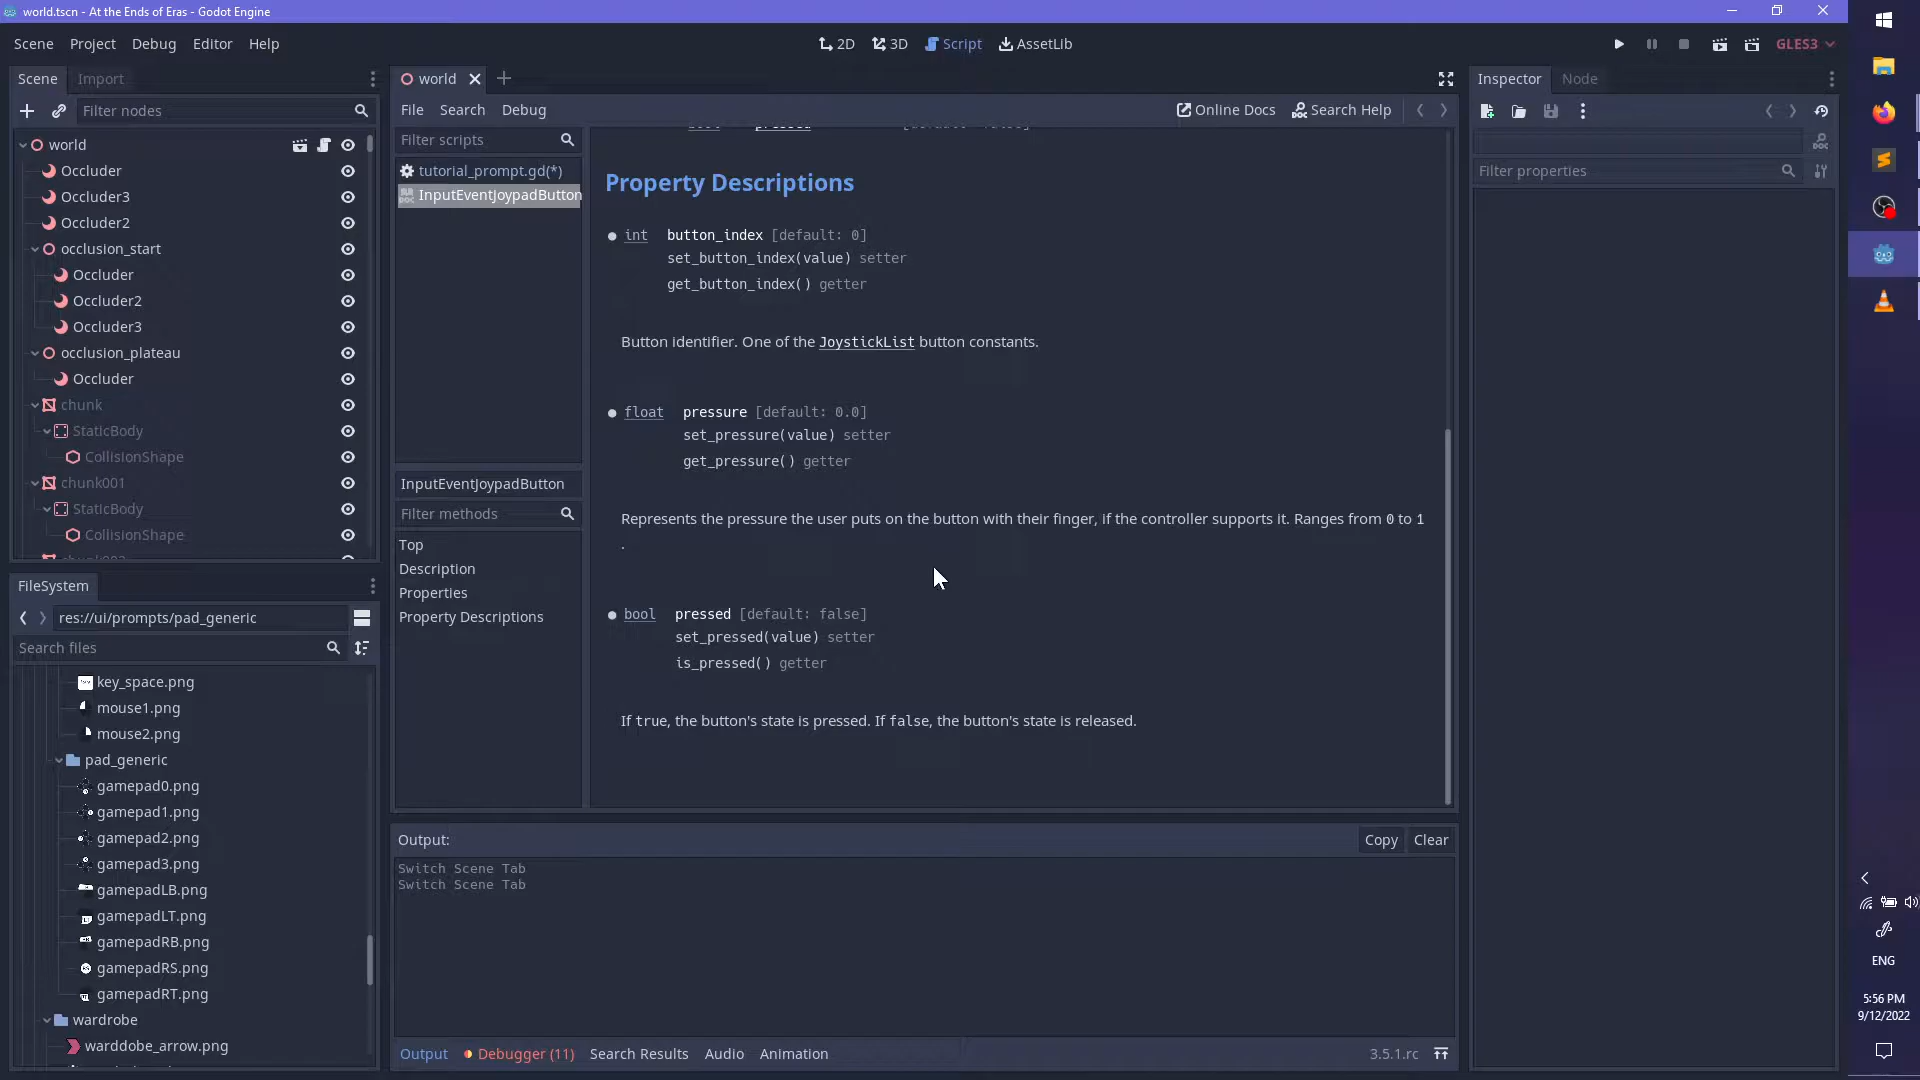 world.tscn - At the Ends of Eras - Godot Engine
Scene Project Debug Editor Help
2D 3D Script AssetLib
GLES3
Scene Import
Filter nodes
world
Occluder
Occluder3
Occluder2
occlusion_start
Occluder
Occluder2
Occluder3
occlusion_plateau
Occluder
chunk
StaticBody
CollisionShape
chunk001
StaticBody
CollisionShape
FileSystem
res://ui/prompts/pad_generic
Search files
key_space.png
mouse1.png
mouse2.png
pad_generic
gamepad0.png
gamepad1.png
gamepad2.png
gamepad3.png
gamepadLB.png
gamepadLT.png
gamepadRB.png
gamepadRS.png
gamepadRT.png
wardrobe
warddobe_arrow.png
world
File Search Debug
Online Docs Search Help
Filter scripts
tutorial_prompt.gd(*)
InputEventJoypadButton
InputEventJoypadButton
Filter methods
Top
Description
Properties
Property Descriptions
Property Descriptions
int button_index [default: 0]
set_button_index(value) setter
get_button_index() getter
Button identifier. One of the JoystickList button constants.
float pressure [default: 0.0]
set_pressure(value) setter
get_pressure() getter
Represents the pressure the user puts on the button with their finger, if the controller supports it. Ranges from 0 to 1
.
bool pressed [default: false]
set_pressed(value) setter
is_pressed() getter
If true, the button's state is pressed. If false, the button's state is released.
Output:
Copy Clear
Switch Scene Tab
Switch Scene Tab
Output Debugger (11) Search Results Audio Animation
3.5.1.rc
Inspector Node
Filter properties
ENG
5:56 PM
9/12/2022